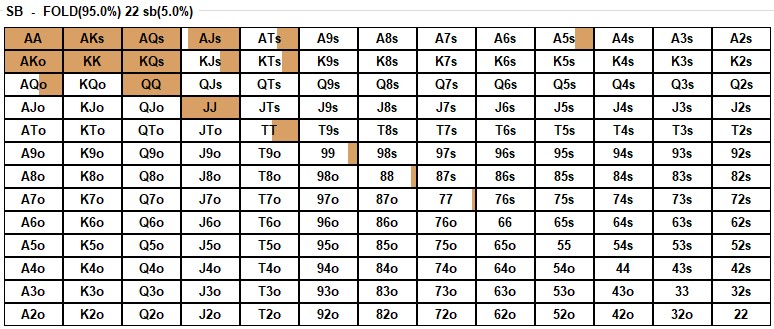 SB - FOLD(95.0%) 22 sb(5.0%)
AA AKs AQs AJs ATs A9s A8s A7s A6s A5s A4s A3s A2s
AKo KK KQs KJs KTs K9s K8s K7s K6s K5s K4s K3s K2s
AQo KQo QQ QJs QTs Q9s Q8s Q7s Q6s Q5s Q4s Q3s Q2s
AJo KJo QJo JJ JTs J9s J8s J7s J6s J5s J4s J3s J2s
ATo KTo QTo JTo TT T9s T8s T7s T6s T5s T4s T3s T2s
A9o K9o Q9o J9o T9o 99 98s 97s 96s 95s 94s 93s 92s
A8o K8o Q8o J8o T8o 98o 88 87s 86s 85s 84s 83s 82s
A7o K7o Q7o J7o T7o 97o 87o 77 76s 75s 74s 73s 72s
A6o K6o Q6o J6o T6o 96o 86o 76o 66 65s 64s 63s 62s
A5o K5o Q5o J5o T5o 95o 85o 75o 65o 55 54s 53s 52s
A4o K4o Q4o J4o T4o 94o 84o 74o 64o 54o 44 43s 42s
A3o K3o Q3o J3o T3o 93o 83o 73o 63o 53o 43o 33 32s
A2o K2o Q2o J2o T2o 92o 82o 72o 62o 52o 42o 32o 22